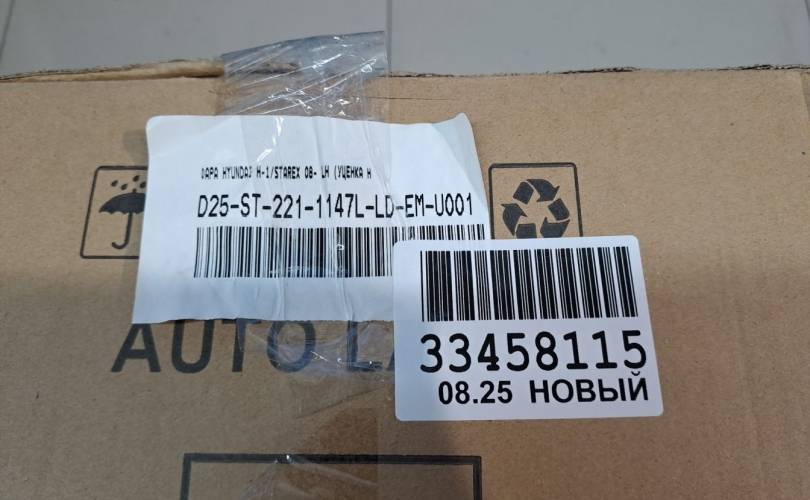 ФАРА HYUNDAI H-1/STAREX 08- LH (УЦЕНКА Н
D25-ST-221-1147L-LD-EM-U001
AUTO LA
33458115
08.25 НОВЫЙ